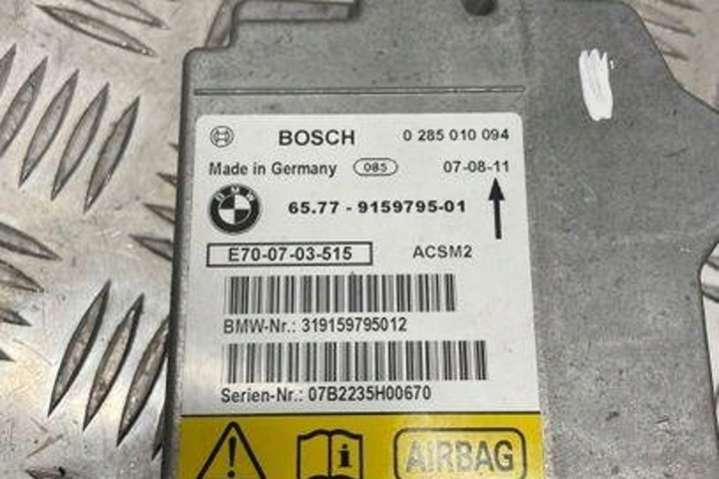 BOSCH 0 285 010 094
Made in Germany 085 07-08-11
BMW 65.77 - 9159795-01
E70-07-03-515 ACSM2
BMW-Nr.: 319159795012
Serien-Nr.: 07B2235H00670
! i AIRBAG